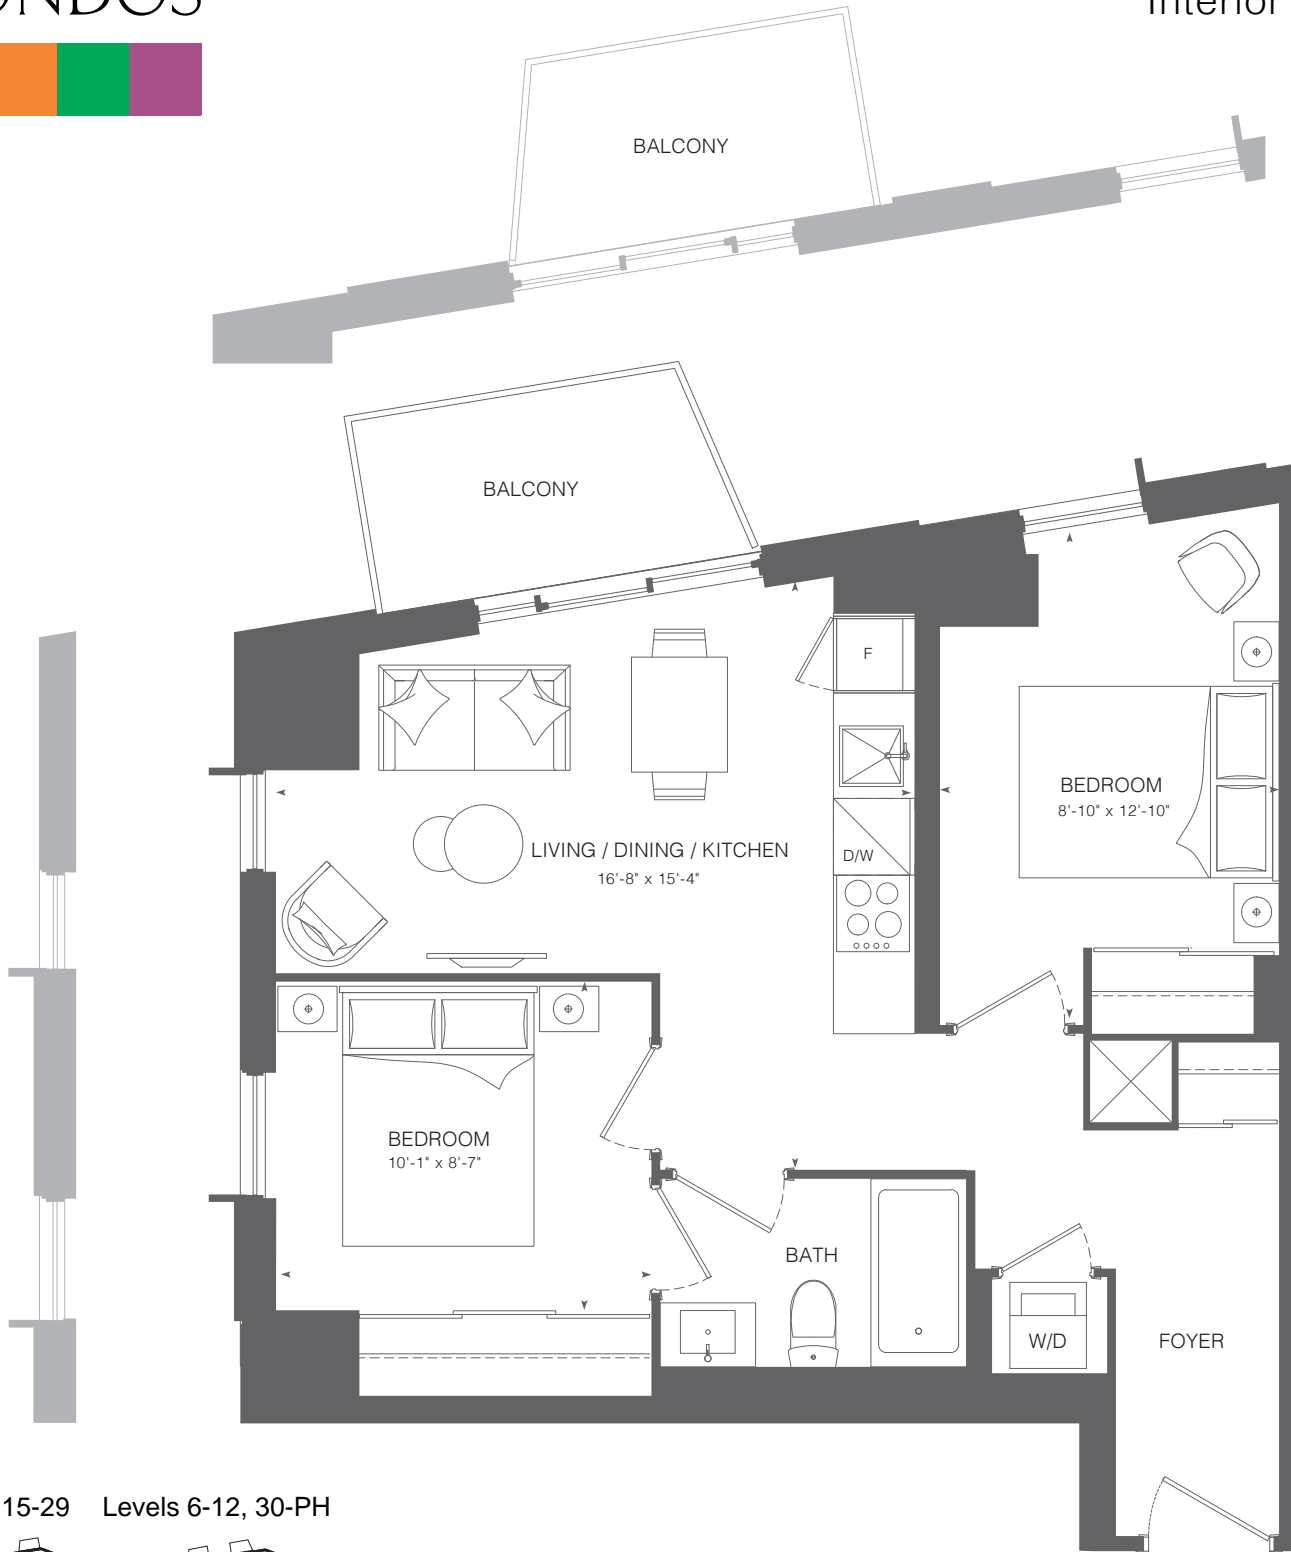 Interior
BALCONY
BALCONY
F
BEDROOM
8'-10" x 12'-10"
LIVING / DINING / KITCHEN
16'-8" x 15'-4"
D/W
BEDROOM
10'-1" x 8'-7"
BATH
W/D
FOYER
15-29 Levels 6-12, 30-PH